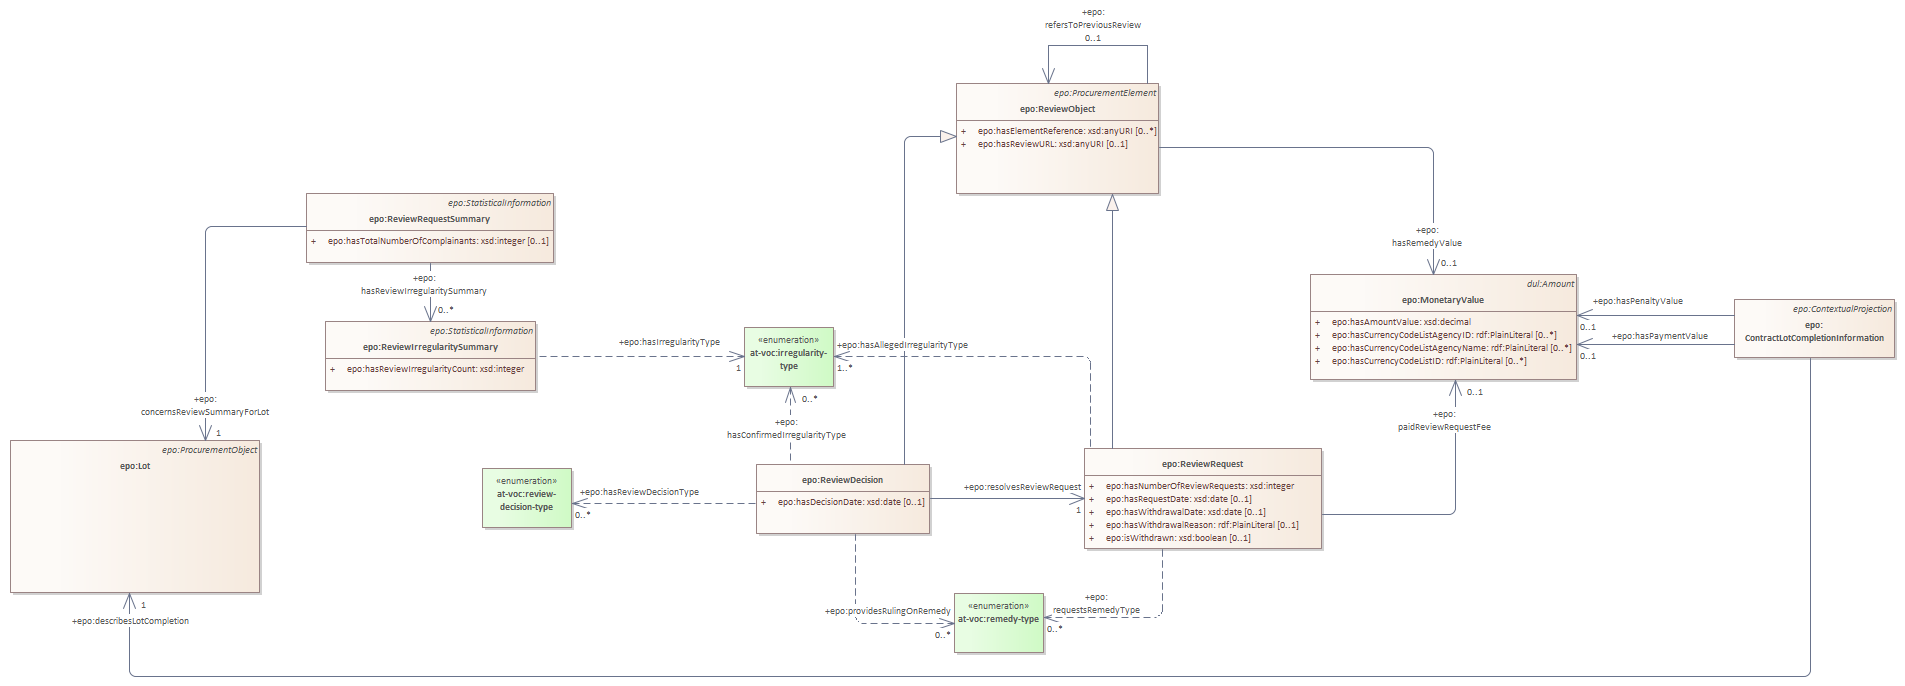 +epo:
refersToPreviousReview
0..1
epo:ProcurementElement
epo:ReviewObject
+ epo:hasElementReference: xsd:anyURI [0..*]
+ epo:hasReviewURL: xsd:anyURI [0..1]
epo:StatisticalInformation
epo:ReviewRequestSummary
+ epo:hasTotalNumberOfComplainants: xsd:integer [0..1]
+epo:
hasReviewIrregularitySummary
0..*
epo:StatisticalInformation
epo:ReviewIrregularitySummary
+ epo:hasReviewIrregularityCount: xsd:integer
+epo:hasIrregularityType
1
«enumeration»
at-voc:irregularity-
type
+epo:hasAllegedIrregularityType
1..*
+epo:
hasRemedyValue
0..1
dul:Amount
epo:MonetaryValue
+ epo:hasAmountValue: xsd:decimal
+ epo:hasCurrencyCodeListAgencyID: rdf:PlainLiteral [0..*]
+ epo:hasCurrencyCodeListAgencyName: rdf:PlainLiteral [0..*]
+ epo:hasCurrencyCodeListID: rdf:PlainLiteral [0..*]
+epo:hasPenaltyValue
0..1
+epo:hasPaymentValue
0..1
epo:ContextualProjection
epo:
ContractLotCompletionInformation
+epo:
concernsReviewSummaryForLot
1
0..*
+epo:
hasConfirmedIrregularityType
0..1
+epo:
paidReviewRequestFee
epo:ProcurementObject
epo:Lot
«enumeration»
at-voc:review-
decision-type
+epo:hasReviewDecisionType
0..*
epo:ReviewDecision
+ epo:hasDecisionDate: xsd:date [0..1]
+epo:resolvesReviewRequest
1
epo:ReviewRequest
+ epo:hasNumberOfReviewRequests: xsd:integer
+ epo:hasRequestDate: xsd:date [0..1]
+ epo:hasWithdrawalDate: xsd:date [0..1]
+ epo:hasWithdrawalReason: rdf:PlainLiteral [0..1]
+ epo:isWithdrawn: xsd:boolean [0..1]
1
+epo:describesLotCompletion
+epo:providesRulingOnRemedy
0..*
«enumeration»
at-voc:remedy-type
+epo:
requestsRemedyType
0..*